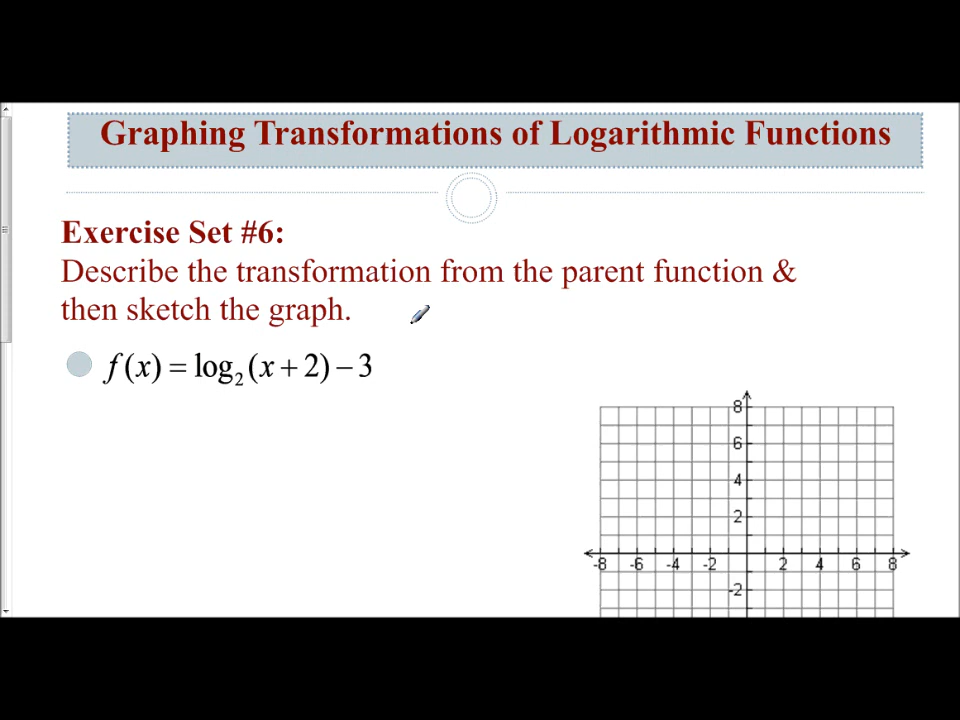 Graphing Transformations of Logarithmic Functions
Exercise Set #6:
Describe the transformation from the parent function &
then sketch the graph.
f(x) = log₂(x + 2) − 3
8
6
4
2
-8 -6 -4 -2 2 4 6 8
-2